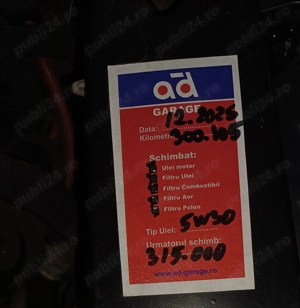 ad
GARAGE
Data: 12.2025
Kilometri: 300.105
Schimbat:
Ulei motor
Filtru Ulei
Filtru Combustibil
Filtru Aer
Filtru Polen
Tip Ulei: 5W30
Urmatorul schimb:
315.000
www.ad-garage.ro